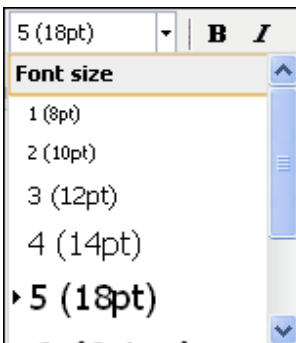 5 (18pt) B I
Font size
1 (8pt)
2 (10pt)
3 (12pt)
4 (14pt)
5 (18pt)